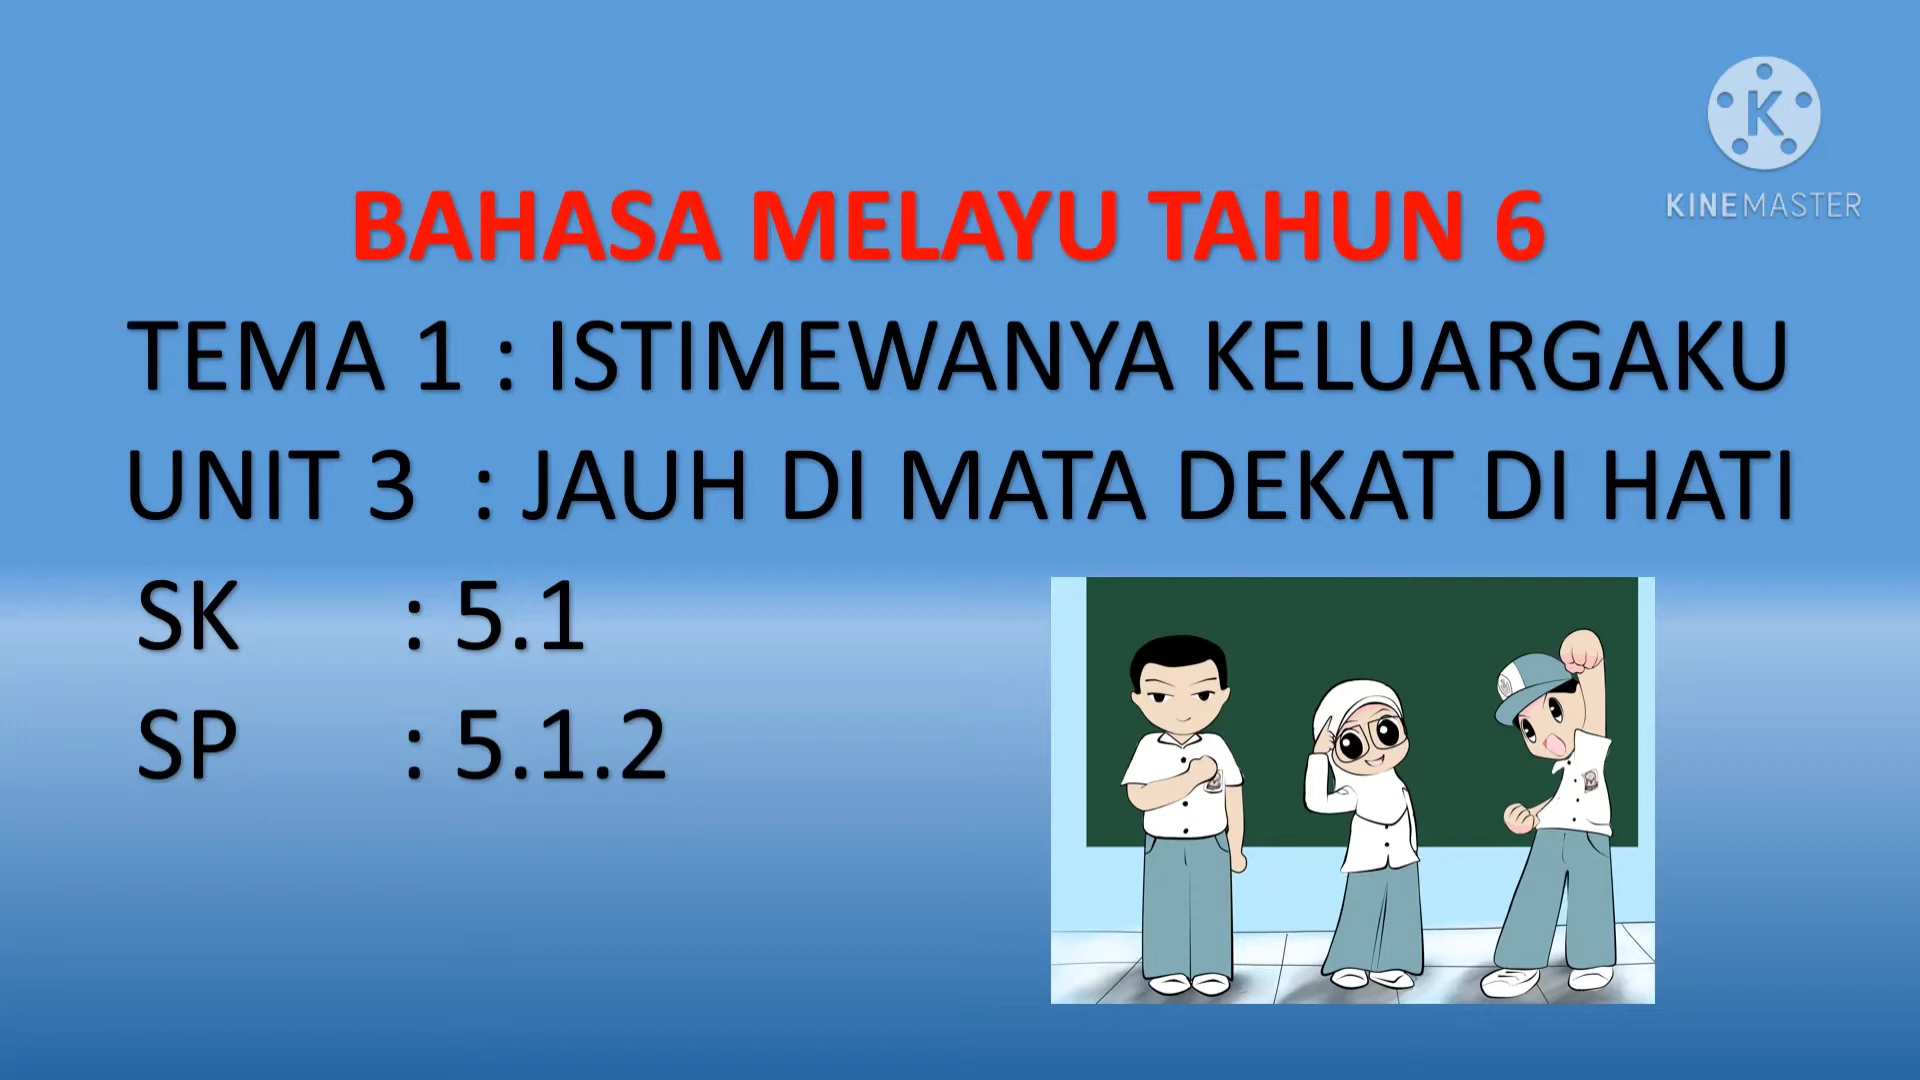 K
KINEMASTER
BAHASA MELAYU TAHUN 6
TEMA 1 : ISTIMEWANYA KELUARGAKU
UNIT 3 : JAUH DI MATA DEKAT DI HATI
SK : 5.1
SP : 5.1.2